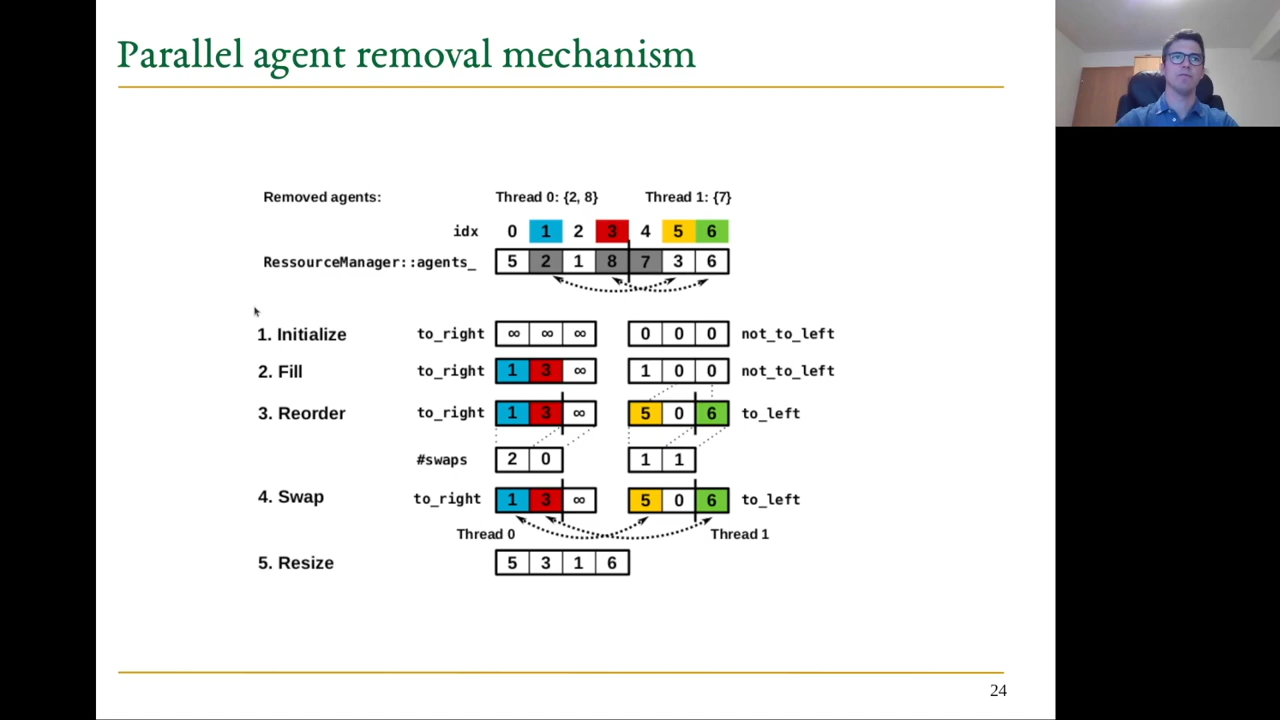 Parallel agent removal mechanism
Removed agents: Thread 0: {2, 8} Thread 1: {7}
idx 0 1 2 3 4 5 6
RessourceManager::agents_ 5 2 1 8 7 3 6
1. Initialize to_right ∞ ∞ ∞ 0 0 0 not_to_left
2. Fill to_right 1 3 ∞ 1 0 0 not_to_left
3. Reorder to_right 1 3 ∞ 5 0 6 to_left
#swaps 2 0 1 1
4. Swap to_right 1 3 ∞ 5 0 6 to_left
Thread 0 Thread 1
5. Resize 5 3 1 6
24